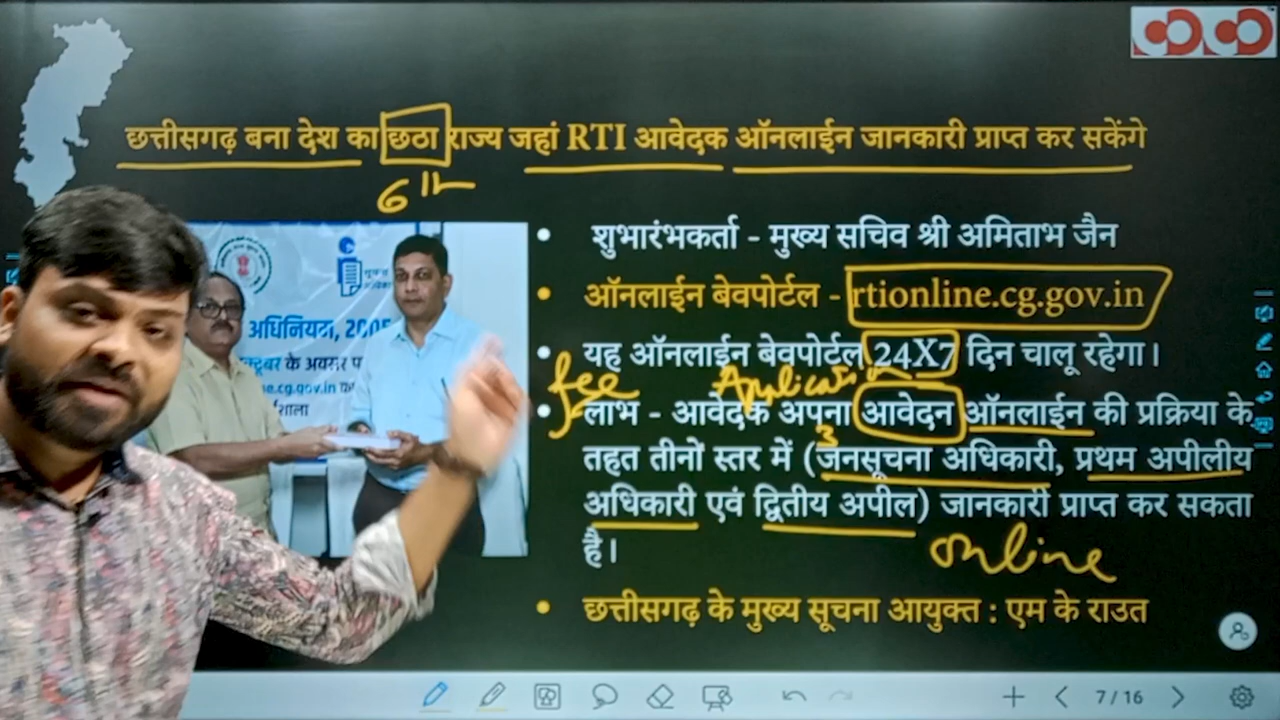 छत्तीसगढ़ बना देश का छठा राज्य जहां RTI आवेदक ऑनलाईन जानकारी प्राप्त कर सकेंगे
6th
• शुभारंभकर्ता - मुख्य सचिव श्री अमिताभ जैन
• ऑनलाईन बेवपोर्टल - rtionline.cg.gov.in
• यह ऑनलाईन बेवपोर्टल 24X7 दिन चालू रहेगा।
fee Application
• लाभ - आवेदक अपना आवेदन ऑनलाईन की प्रक्रिया के
3
तहत तीनों स्तर में (जनसूचना अधिकारी, प्रथम अपीलीय
अधिकारी एवं द्वितीय अपील) जानकारी प्राप्त कर सकता
है।
online
• छत्तीसगढ़ के मुख्य सूचना आयुक्त : एम के राउत
अधिनियम, 2005
के अवसर
शाला
7 / 16